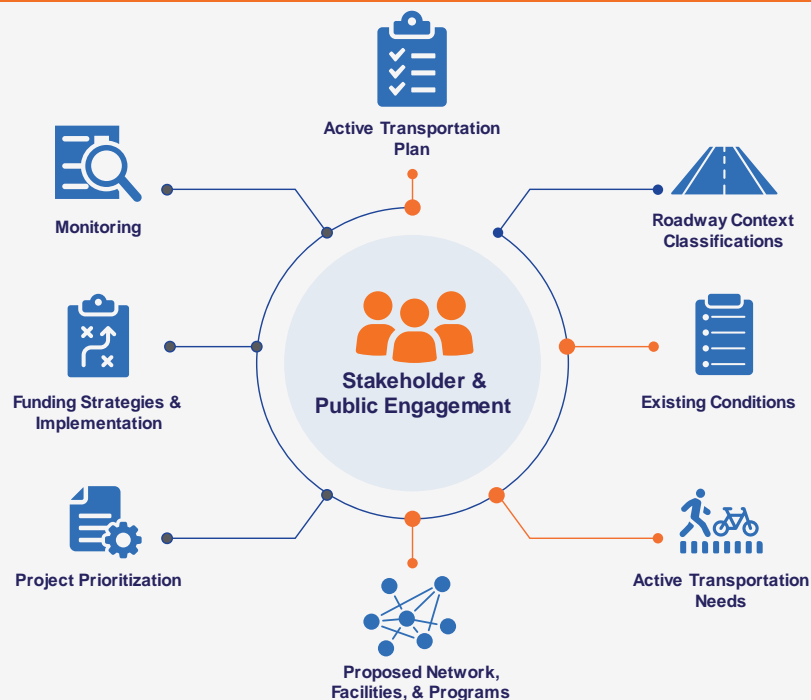 Active Transportation
Plan
Roadway Context
Classifications
Existing Conditions
Active Transportation
Needs
Proposed Network,
Facilities, & Programs
Project Prioritization
Funding Strategies &
Implementation
Monitoring
Stakeholder &
Public Engagement